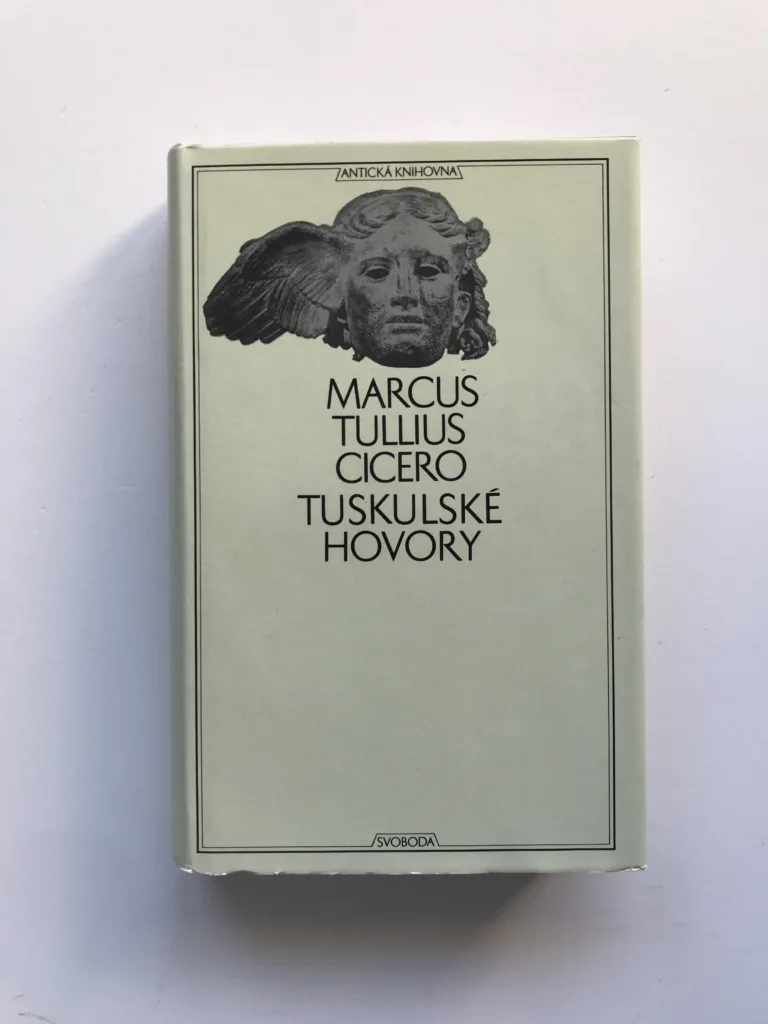 ANTICKÁ KNIHOVNA
MARCUS
TULLIUS
CICERO
TUSKULSKÉ
HOVORY
SVOBODA